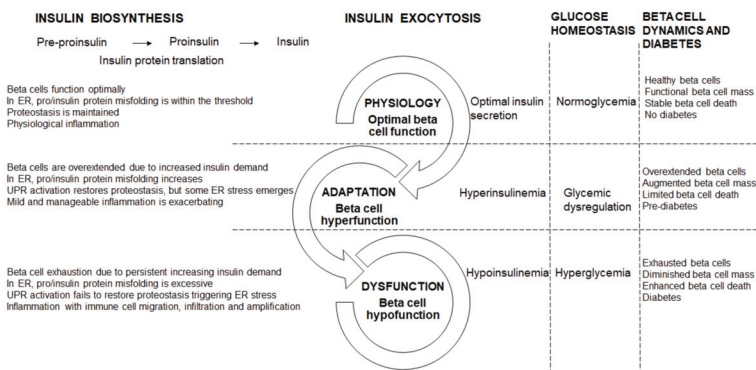 INSULIN BIOSYNTHESIS
Pre-proinsulin → Proinsulin → Insulin
Insulin protein translation
INSULIN EXOCYTOSIS
GLUCOSE
HOMEOSTASIS
BETA CELL
DYNAMICS AND
DIABETES
Beta cells function optimally
In ER, pro/insulin protein misfolding is within the threshold
Proteostasis is maintained
Physiological inflammation
PHYSIOLOGY
Optimal beta
cell function
Optimal insulin
secretion
Normoglycemia
Healthy beta cells
Functional beta cell mass
Stable beta cell death
No diabetes
Beta cells are overextended due to increased insulin demand
In ER, pro/insulin protein misfolding increases
UPR activation restores proteostasis, but some ER stress emerges
Mild and manageable inflammation is exacerbating
ADAPTATION
Beta cell
hyperfunction
Hyperinsulinemia
Glycemic
dysregulation
Overextended beta cells
Augmented beta cell mass
Limited beta cell death
Pre-diabetes
Beta cell exhaustion due to persistent increasing insulin demand
In ER, pro/insulin protein misfolding is excessive
UPR activation fails to restore proteostasis triggering ER stress
Inflammation with immune cell migration, infiltration and amplification
DYSFUNCTION
Beta cell
hypofunction
Hypoinsulinemia
Hyperglycemia
Exhausted beta cells
Diminished beta cell mass
Enhanced beta cell death
Diabetes